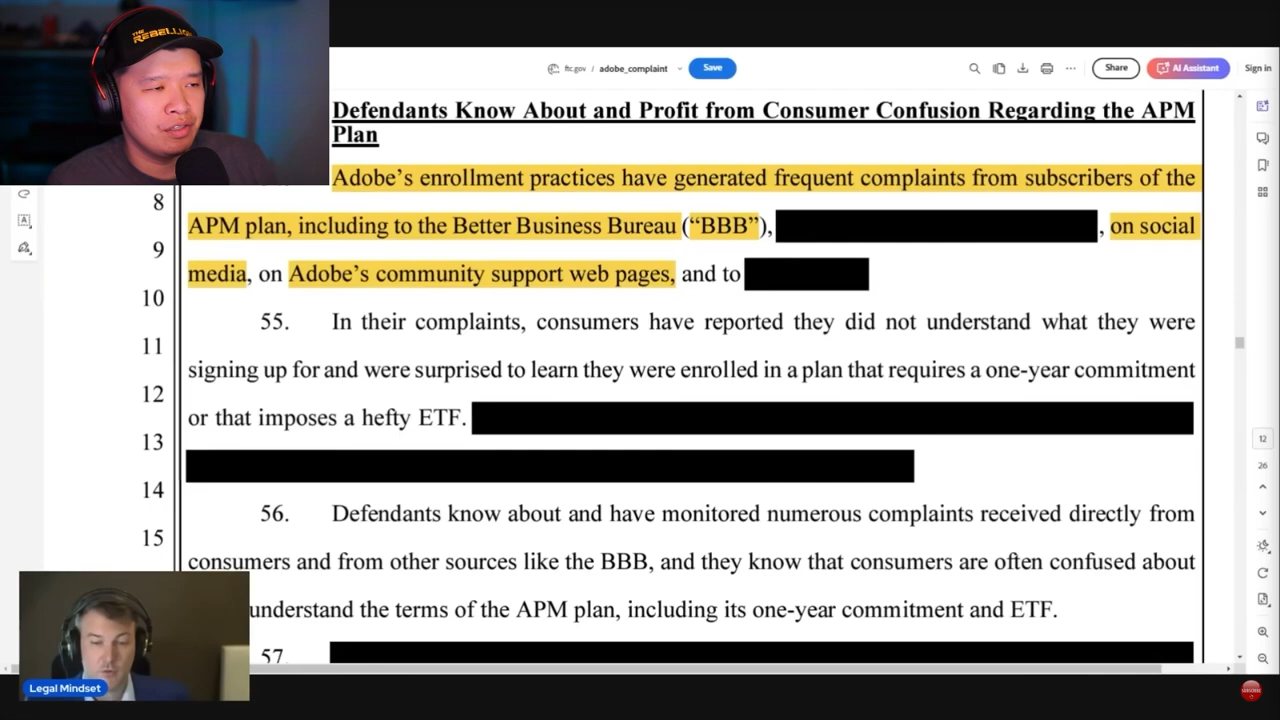 THE
REBELLION
ftc.gov / adobe_complaint
Save
Share
AI Assistant
Sign in
Defendants Know About and Profit from Consumer Confusion Regarding the APM
Plan
Adobe’s enrollment practices have generated frequent complaints from subscribers of the
8
APM plan, including to the Better Business Bureau (“BBB”), , on social
9
media, on Adobe’s community support web pages, and to
10
55. In their complaints, consumers have reported they did not understand what they were
11
signing up for and were surprised to learn they were enrolled in a plan that requires a one-year commitment
12
or that imposes a hefty ETF.
13
14
56. Defendants know about and have monitored numerous complaints received directly from
15
consumers and from other sources like the BBB, and they know that consumers are often confused about
understand the terms of the APM plan, including its one-year commitment and ETF.
57.
12
26
Legal Mindset
SUBSCRIBE